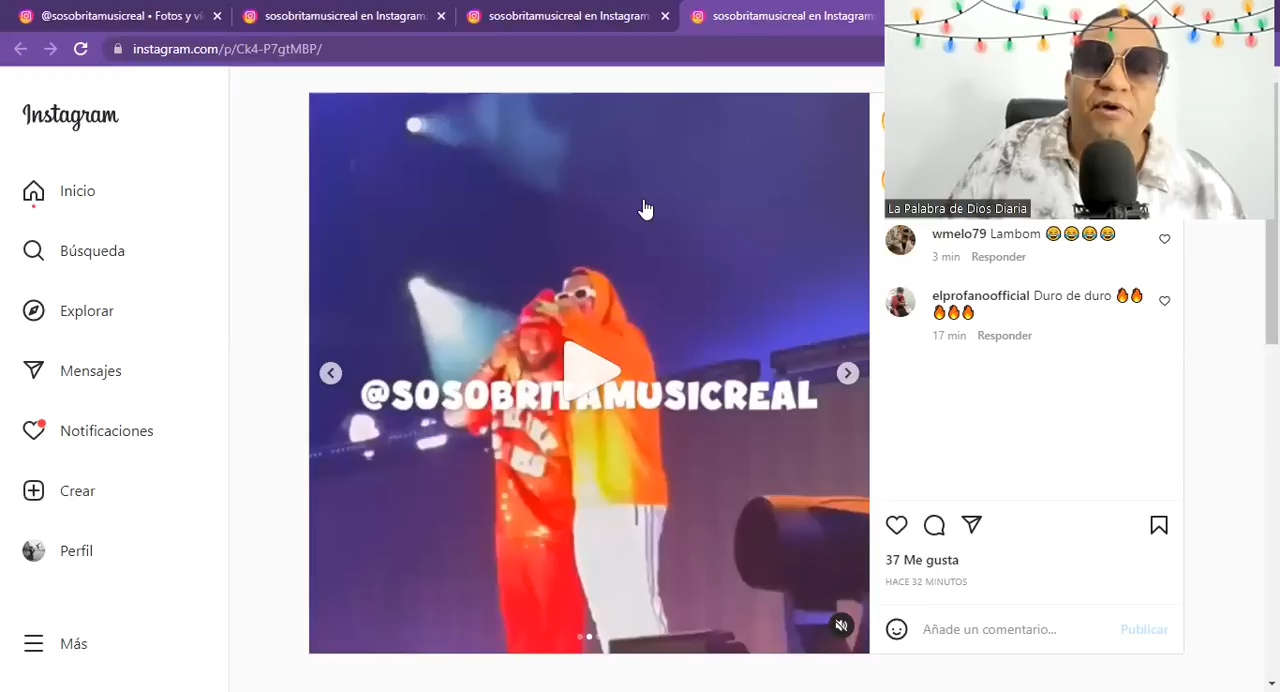 @sosobritamusicreal • Fotos y vi
sosobritamusicreal en Instagram:
sosobritamusicreal en Instagram
sosobritamusicreal en Instagram:
instagram.com/p/Ck4-P7gtMBP/
Instagram
Inicio
Búsqueda
Explorar
Mensajes
Notificaciones
Crear
Perfil
Más
@SOSOBRITAMUSICREAL
La Palabra de Dios Diaria
wmelo79 Lambom 😂😂😂😂
3 min Responder
elprofanoofficial Duro de duro 🔥🔥
🔥🔥🔥
17 min Responder
37 Me gusta
HACE 32 MINUTOS
Añade un comentario...
Publicar